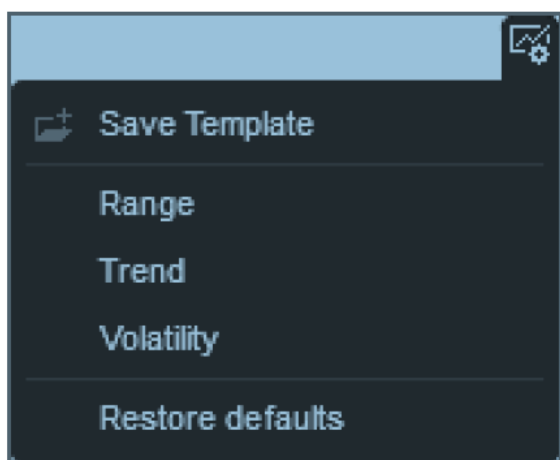 Save Template
Range
Trend
Volatility
Restore defaults